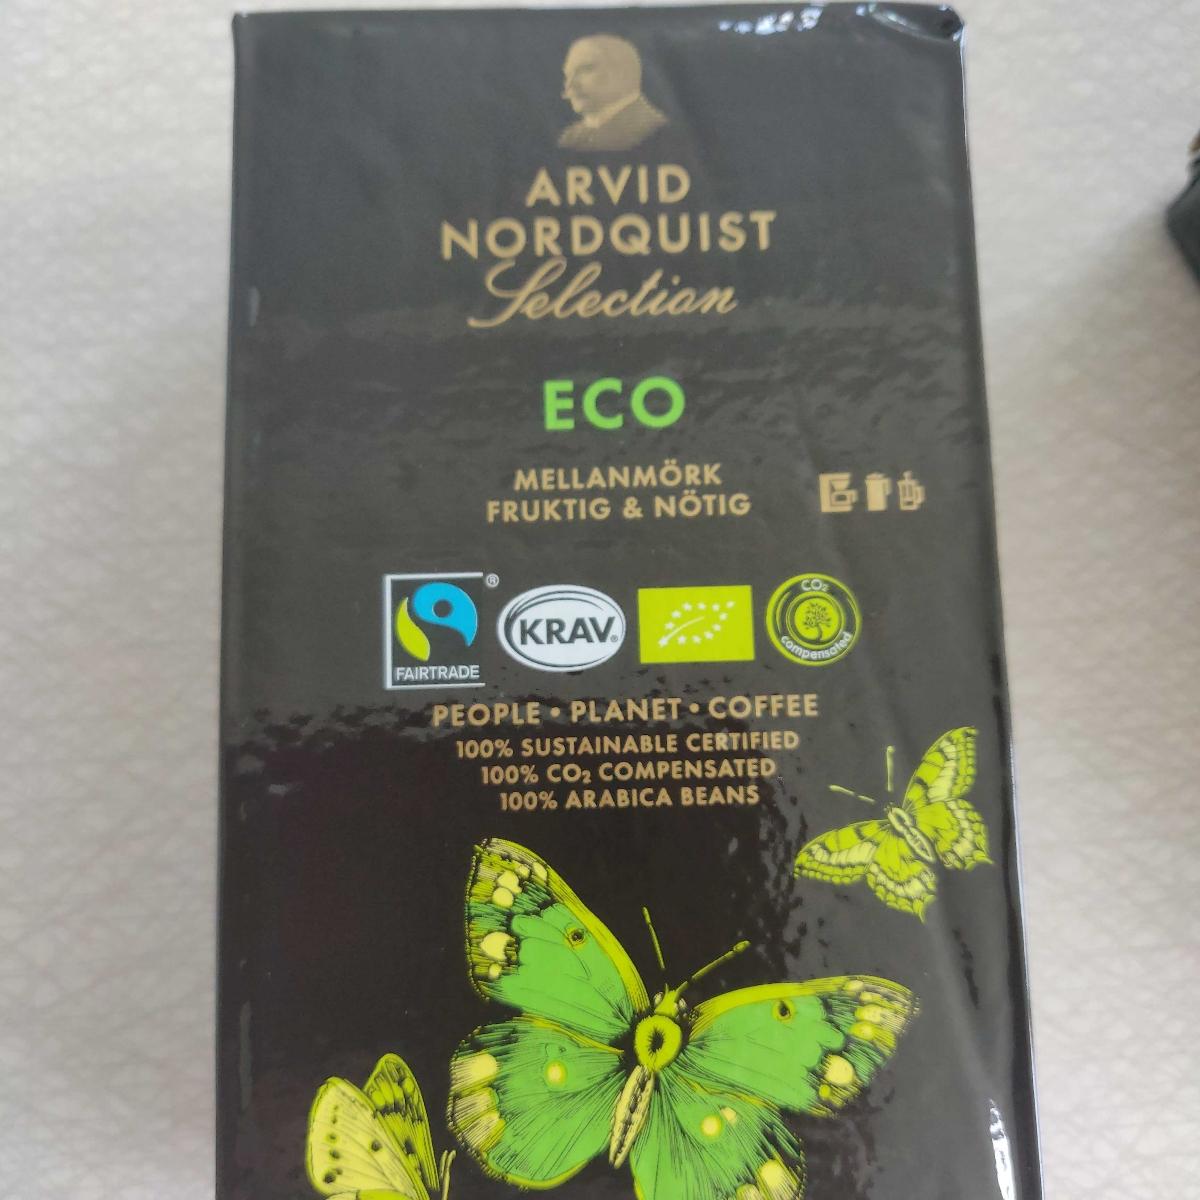 ARVID
NORDQUIST
Selection
ECO
MELLANMÖRK
FRUKTIG & NÖTIG
FAIRTRADE
®
KRAV®
CO₂
compensated
PEOPLE • PLANET • COFFEE
100% SUSTAINABLE CERTIFIED
100% CO₂ COMPENSATED
100% ARABICA BEANS